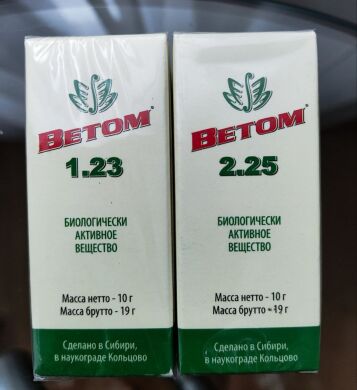 ВЕТОМ®
1.23
БИОЛОГИЧЕСКИ
АКТИВНОЕ
ВЕЩЕСТВО
Масса нетто - 10 г
Масса брутто - 19 г
Сделано в Сибири,
в наукограде Кольцово
ВЕТОМ®
2.25
БИОЛОГИЧЕСКИ
АКТИВНОЕ
ВЕЩЕСТВО
Масса нетто - 10 г
Масса брутто - 19 г
Сделано в Сибири,
в наукограде Кольцово